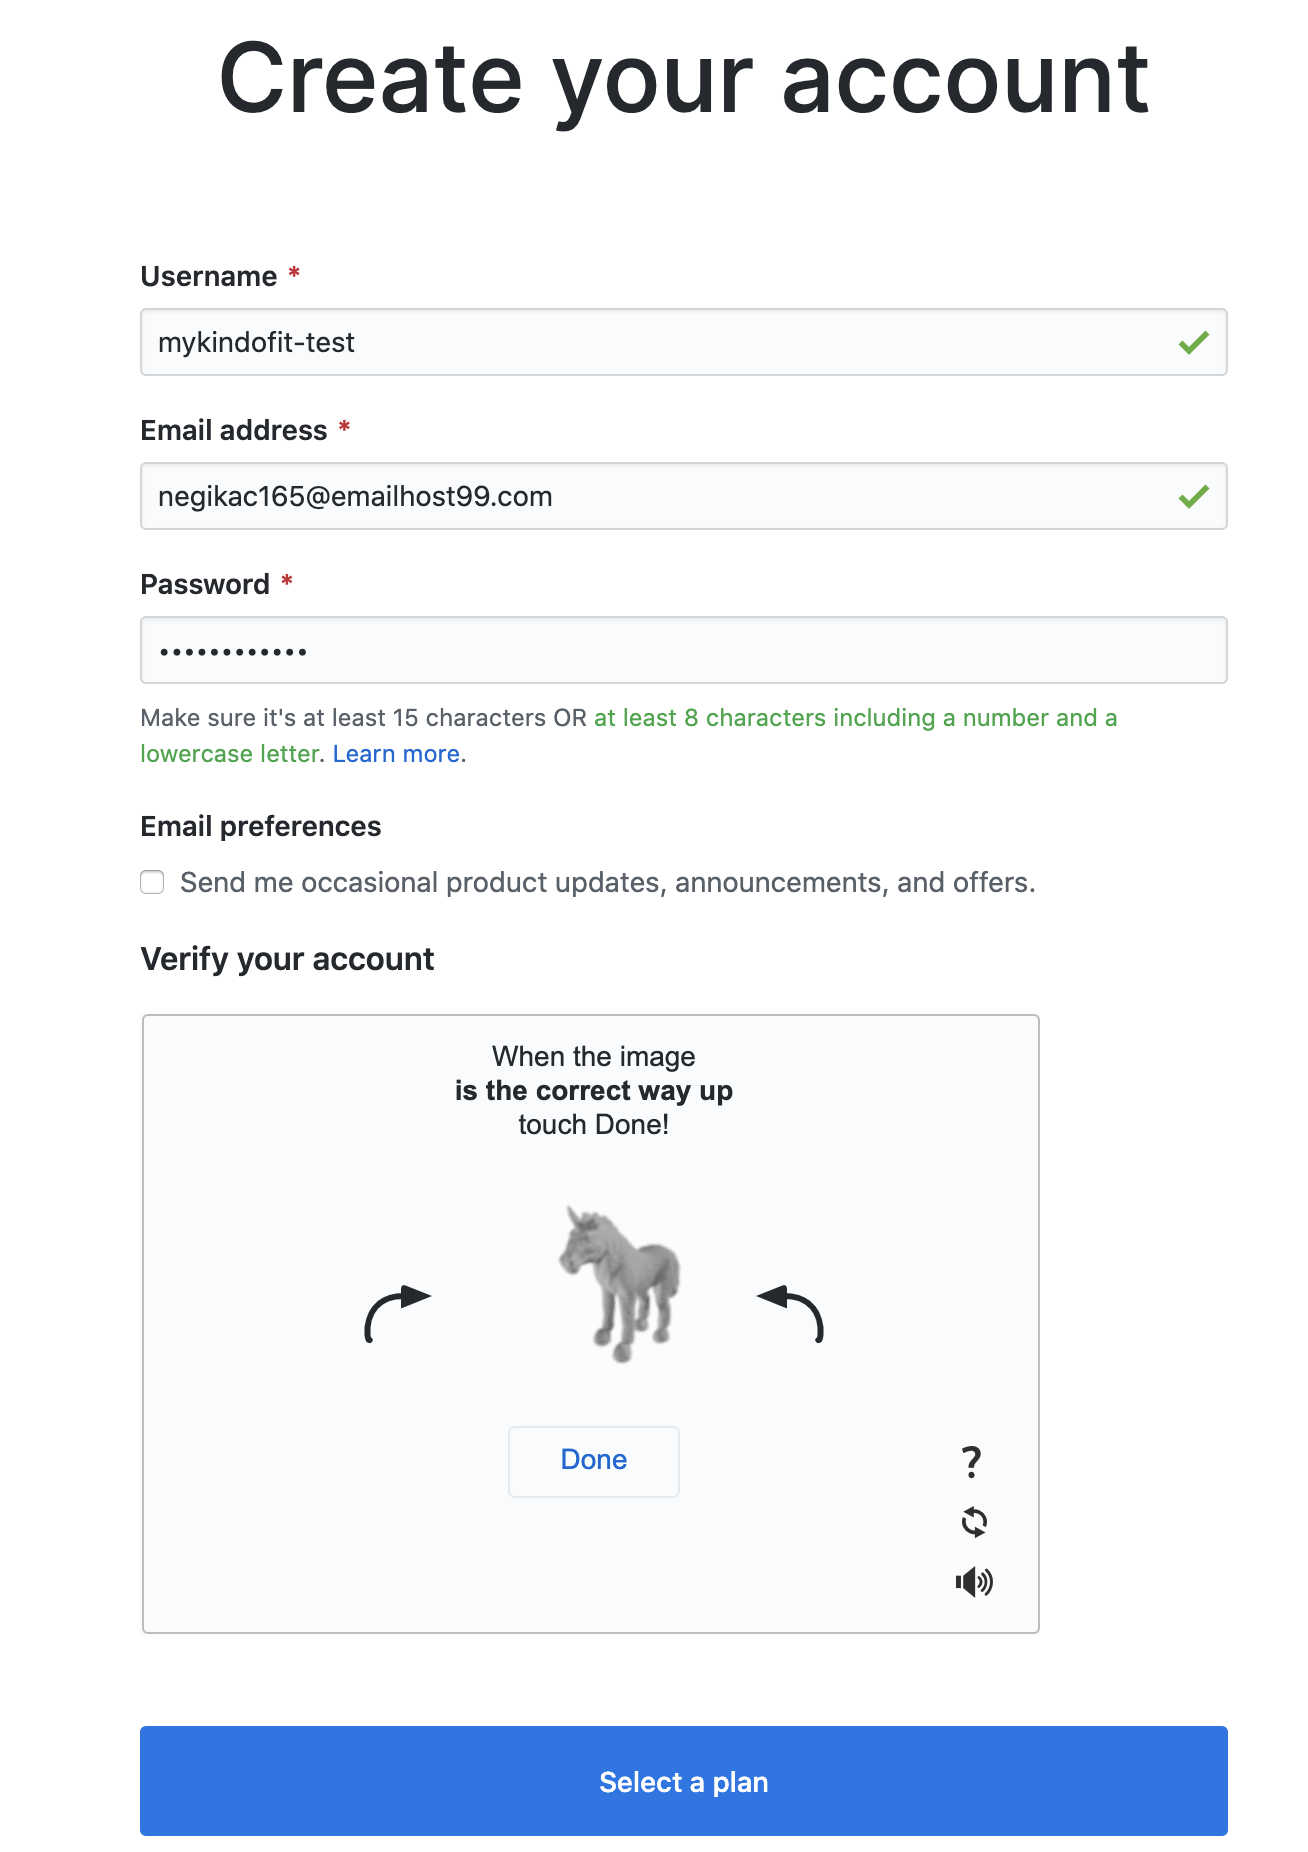 Create your account
Username *
mykindofit-test
Email address *
negikac165@emailhost99.com
Password *
••••••••••••
Make sure it's at least 15 characters OR at least 8 characters including a number and a
lowercase letter. Learn more.
Email preferences
Send me occasional product updates, announcements, and offers.
Verify your account
When the image
is the correct way up
touch Done!
Done
?
Select a plan